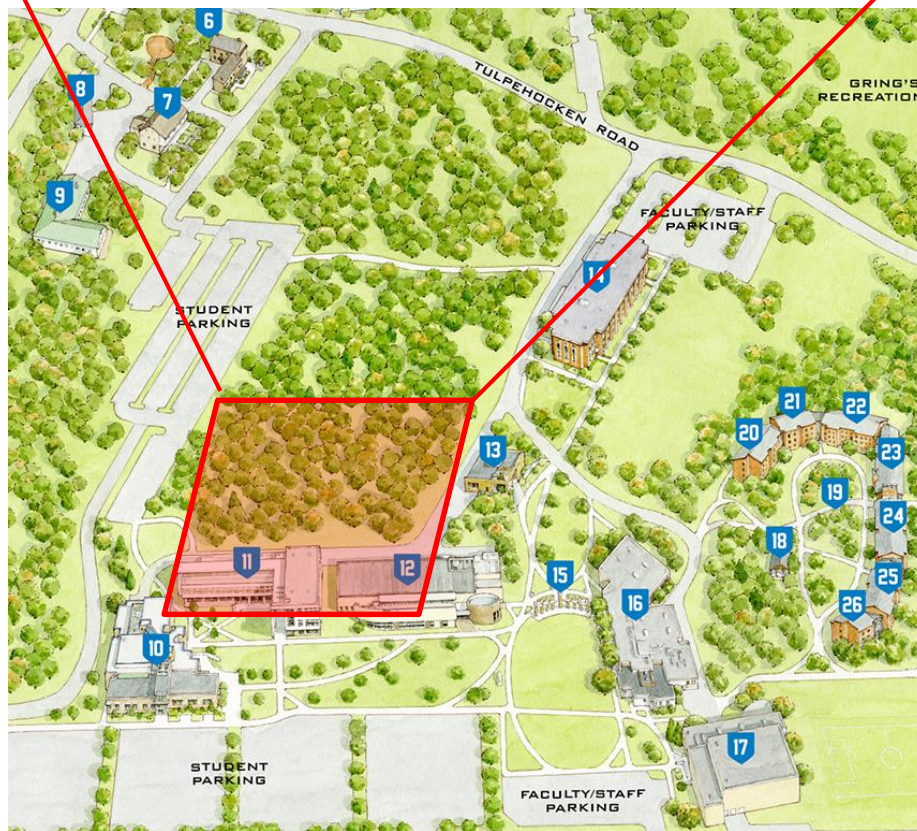 6
8
7
TULPEHOCKEN ROAD
GRING'S
RECREATION
9
FACULTY/STAFF
PARKING
14
STUDENT
PARKING
21
22
20
13
23
19
24
11
12
18
15
25
16
26
10
17
STUDENT
PARKING
FACULTY/STAFF
PARKING